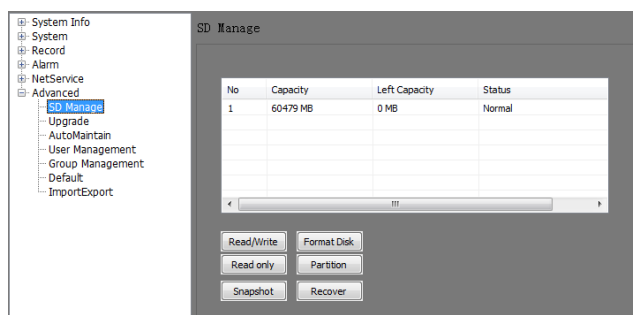 System Info
System
Record
Alarm
NetService
Advanced
SD Manage
Upgrade
AutoMaintain
User Management
Group Management
Default
ImportExport
SD Manage
No Capacity Left Capacity Status
1 60479 MB 0 MB Normal
Read/Write Format Disk
Read only Partition
Snapshot Recover